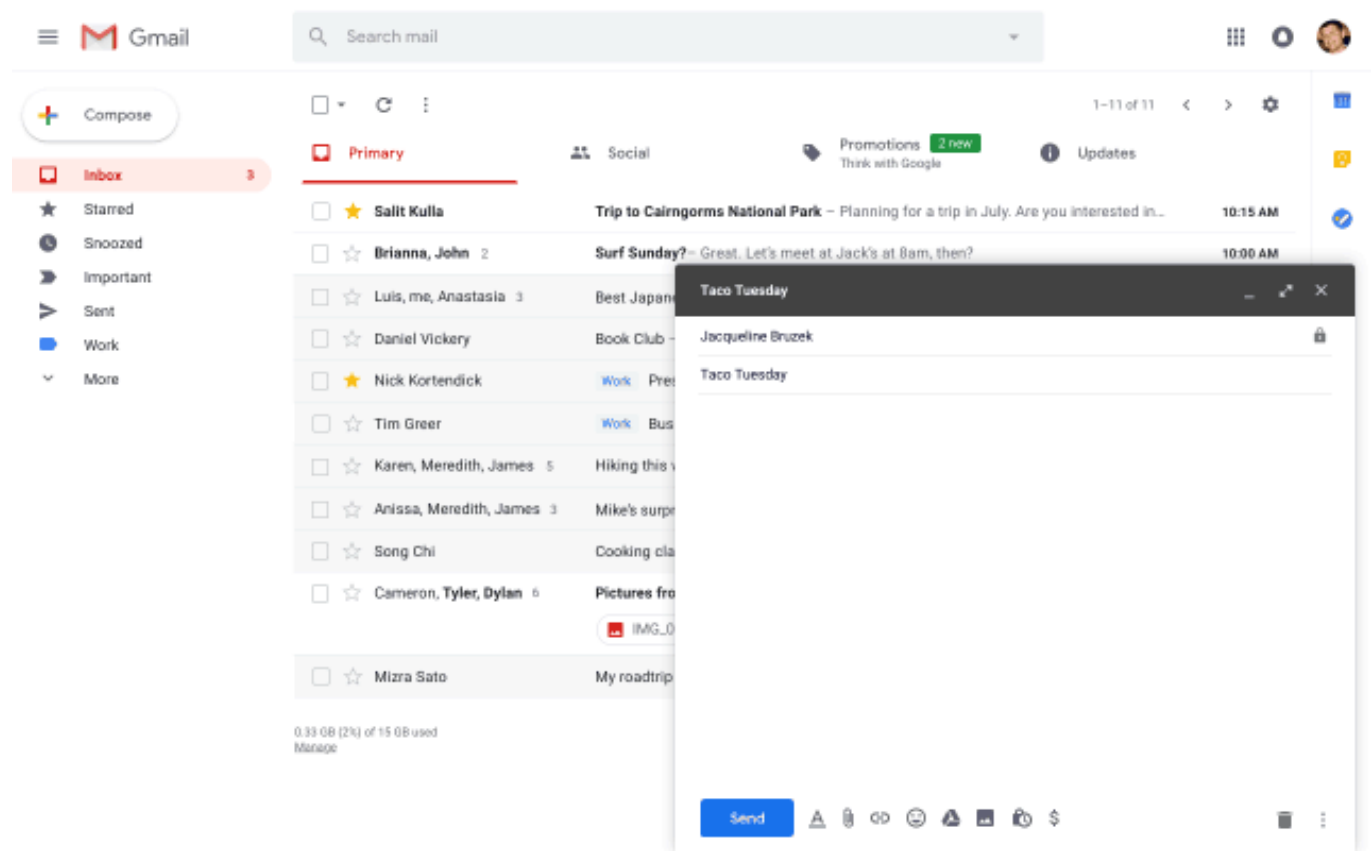 Gmail
Search mail
Compose
1–11 of 11
Primary
Social
Promotions 2 new
Think with Google
Updates
Inbox 3
Starred
Snoozed
Important
Sent
Work
More
Salit Kulla Trip to Cairngorms National Park – Planning for a trip in July. Are you interested in... 10:15 AM
Brianna, John 2 Surf Sunday?– Great. Let's meet at Jack's at 8am, then? 10:00 AM
Luis, me, Anastasia 3 Best Japan
Daniel Vickery Book Club –
Nick Kortendick Work Pres
Tim Greer Work Bus
Karen, Meredith, James 5 Hiking this
Anissa, Meredith, James 3 Mike's surpr
Song Chi Cooking cla
Cameron, Tyler, Dylan 6 Pictures fro
IMG_0
Mizra Sato My roadtrip
0.33 GB (2%) of 15 GB used
Manage
Taco Tuesday
Jacqueline Bruzek
Taco Tuesday
Send